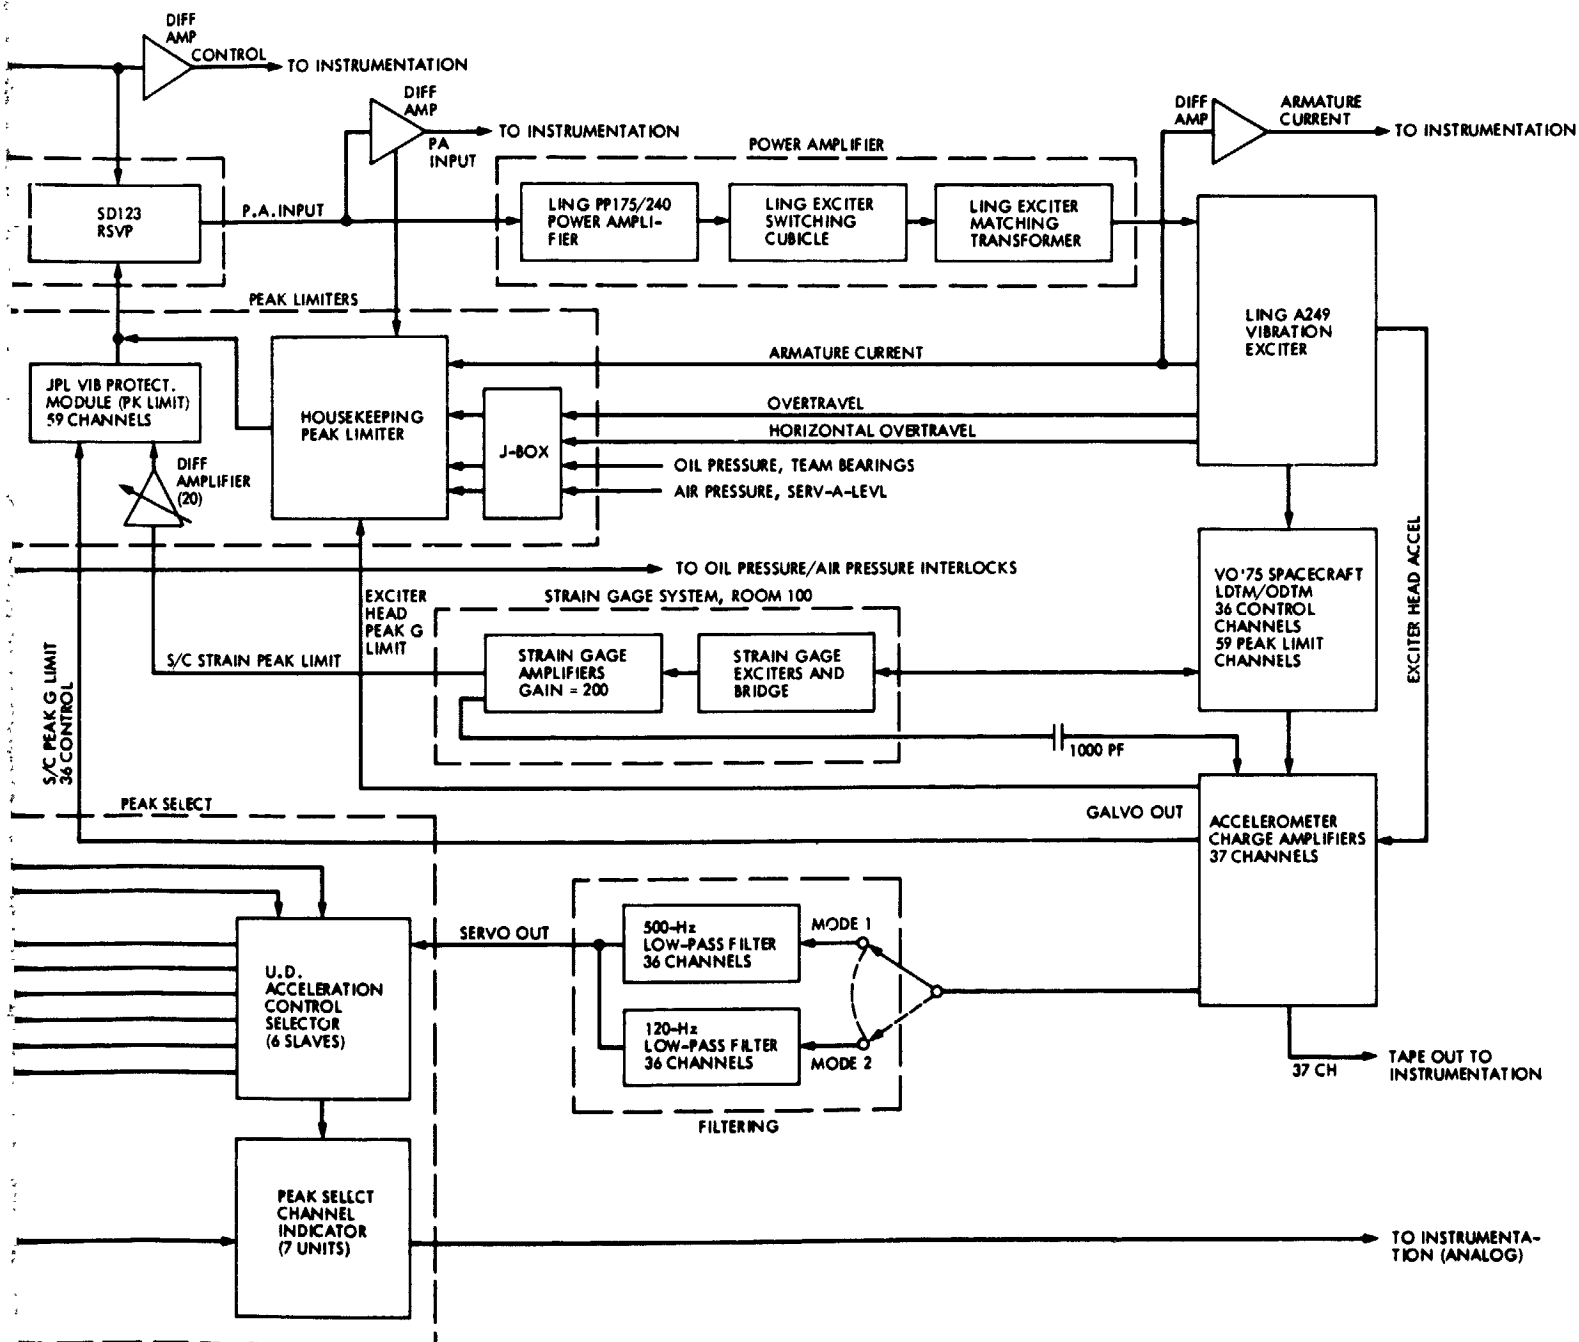 DIFF
AMP
CONTROL
TO INSTRUMENTATION
DIFF
AMP
TO INSTRUMENTATION
PA
INPUT
DIFF
AMP
ARMATURE
CURRENT
TO INSTRUMENTATION
POWER AMPLIFIER
SD123
RSVP
P.A. INPUT
LING PP175/240
POWER AMPLI-
FIER
LING EXCITER
SWITCHING
CUBICLE
LING EXCITER
MATCHING
TRANSFORMER
PEAK LIMITERS
LING A249
VIBRATION
EXCITER
ARMATURE CURRENT
JPL VIB PROTECT.
MODULE (PK LIMIT)
59 CHANNELS
HOUSEKEEPING
PEAK LIMITER
J-BOX
OVERTRAVEL
HORIZONTAL OVERTRAVEL
OIL PRESSURE, TEAM BEARINGS
AIR PRESSURE, SERV-A-LEVL
DIFF
AMPLIFIER
(20)
TO OIL PRESSURE/AIR PRESSURE INTERLOCKS
EXCITER
HEAD
PEAK G
LIMIT
STRAIN GAGE SYSTEM, ROOM 100
VO'75 SPACECRAFT
LDTM/ODTM
36 CONTROL
CHANNELS
59 PEAK LIMIT
CHANNELS
EXCITER HEAD ACCEL
S/C STRAIN PEAK LIMIT
STRAIN GAGE
AMPLIFIERS
GAIN = 200
STRAIN GAGE
EXCITERS AND
BRIDGE
S/C PEAK G LIMIT
36 CONTROL
1000 PF
PEAK SELECT
GALVO OUT
ACCELEROMETER
CHARGE AMPLIFIERS
37 CHANNELS
SERVO OUT
500-Hz
LOW-PASS FILTER
36 CHANNELS
MODE 1
U.D.
ACCELERATION
CONTROL
SELECTOR
(6 SLAVES)
120-Hz
LOW-PASS FILTER
36 CHANNELS
MODE 2
37 CH
TAPE OUT TO
INSTRUMENTATION
FILTERING
PEAK SELECT
CHANNEL
INDICATOR
(7 UNITS)
TO INSTRUMENTA-
TION (ANALOG)